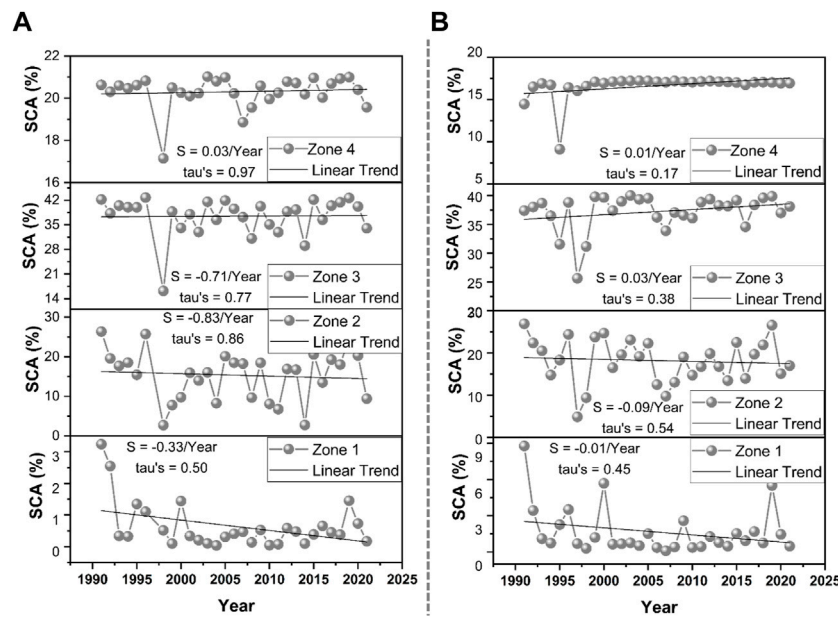 A
SCA (%)
22
20
18
16
S = 0.03/Year
tau's = 0.97
Zone 4
Linear Trend
SCA (%)
42
35
28
21
14
S = -0.71/Year
tau's = 0.77
Zone 3
Linear Trend
SCA (%)
30
20
10
0
S = -0.83/Year
tau's = 0.86
Zone 2
Linear Trend
SCA (%)
3
2
1
0
S = -0.33/Year
tau's = 0.50
Zone 1
Linear Trend
1990 1995 2000 2005 2010 2015 2020 2025
Year
B
SCA (%)
20
15
10
5
S = 0.01/Year
tau's = 0.17
Zone 4
Linear Trend
SCA (%)
40
30
20
S = 0.03/Year
tau's = 0.38
Zone 3
Linear Trend
SCA (%)
30
20
10
0
S = -0.09/Year
tau's = 0.54
Zone 2
Linear Trend
SCA (%)
9
6
3
0
S = -0.01/Year
tau's = 0.45
Zone 1
Linear Trend
1990 1995 2000 2005 2010 2015 2020 2025
Year